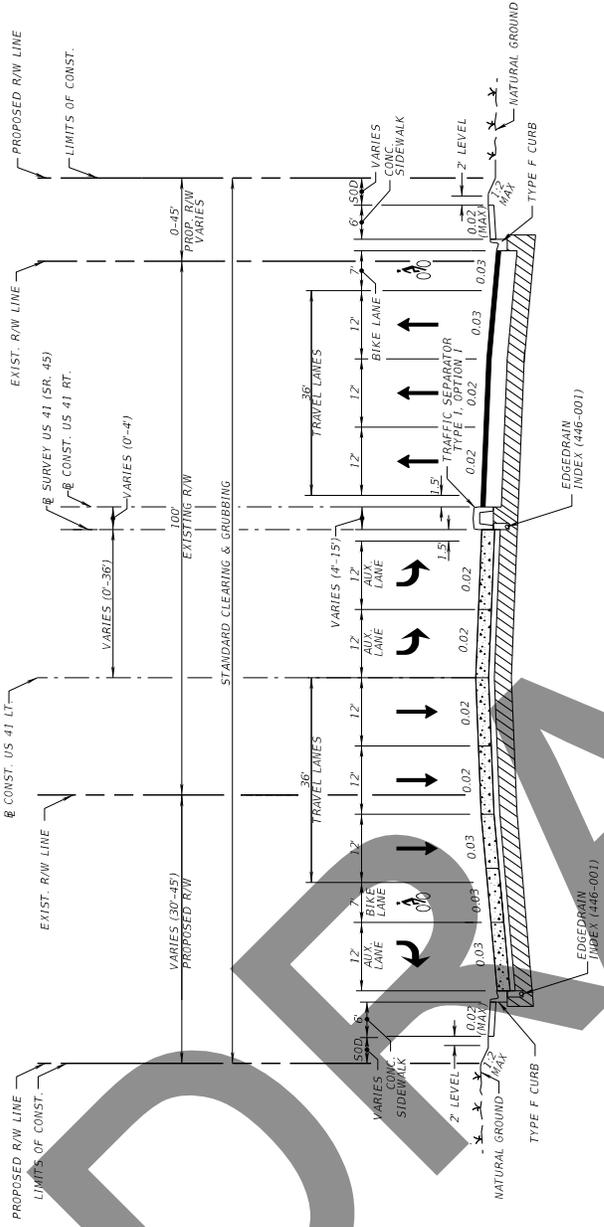 PROPOSED R/W LINE
LIMITS OF CONST.
EXIST. R/W LINE
℄ CONST. US 41 LT.
℄ SURVEY US 41 (SR. 45)
℄ CONST. US 41 RT.
EXIST. R/W LINE
PROPOSED R/W LINE
LIMITS OF CONST.
VARIES (0'-36')
VARIES (0'-4')
VARIES (30'-45')
PROPOSED R/W
100'
EXISTING R/W
0-45'
PROP. R/W
VARIES
STANDARD CLEARING & GRUBBING
36'
TRAVEL LANES
VARIES (4'-15')
36'
TRAVEL LANES
SOD
VARIES
6'
CONC.
SIDEWALK
12'
AUX.
LANE
7'
BIKE
LANE
12'
12'
12'
12'
AUX.
LANE
12'
AUX.
LANE
1.5'
1.5'
12'
12'
12'
7'
BIKE LANE
6'
SOD
VARIES
CONC.
SIDEWALK
TRAFFIC SEPARATOR
TYPE I, OPTION I
2' LEVEL
2' LEVEL
1:2
MAX
0.02
(MAX)
0.03
0.03
0.03
0.02
0.02
0.02
0.02
0.02
0.02
0.03
0.03
0.02
(MAX)
1:2
MAX
NATURAL GROUND
TYPE F CURB
EDGEDRAIN
INDEX (446-001)
EDGEDRAIN
INDEX (446-001)
TYPE F CURB
NATURAL GROUND
DRA